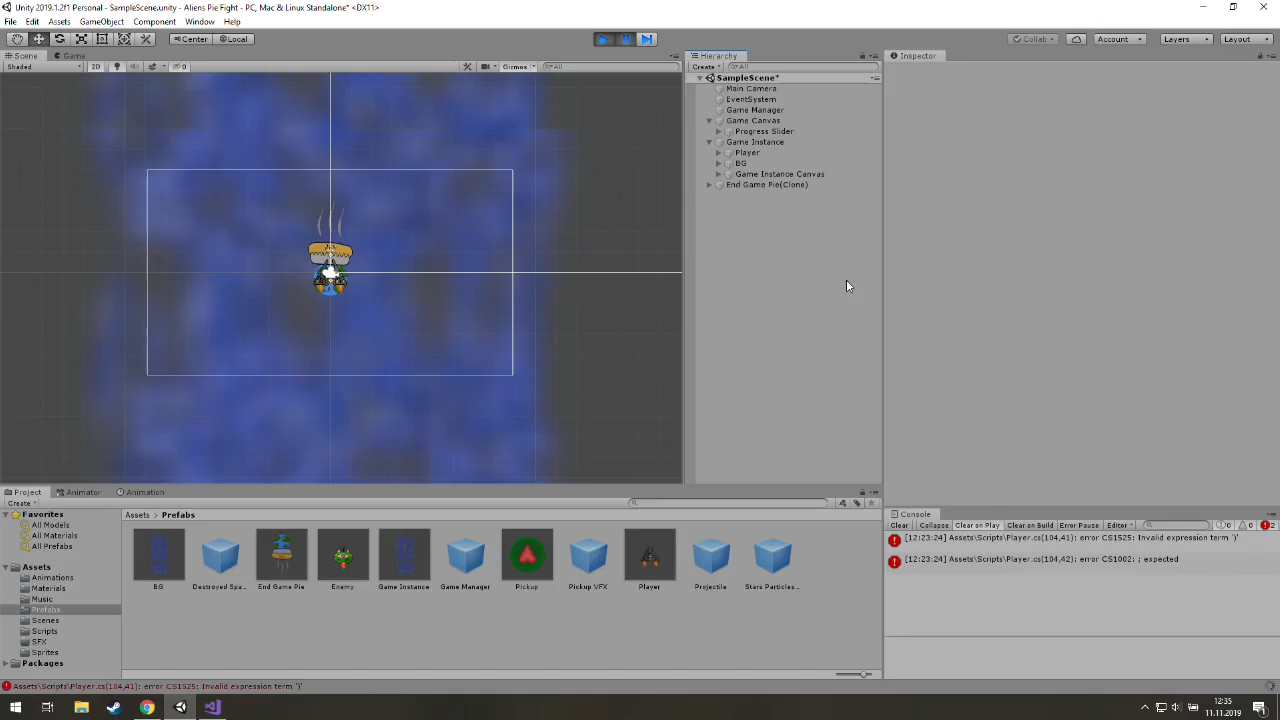 Unity 2019.1.2f1 Personal - SampleScene.unity - Aliens Pie Fight - PC, Mac & Linux Standalone* <DX11>
File Edit Assets GameObject Component Window Help
Center Local Collab Account Layers Layout
Scene Game
Shaded 2D 0 Gizmos All
Hierarchy
Create All
SampleScene*
Main Camera
EventSystem
Game Manager
Game Canvas
Progress Slider
Game Instance
Player
BG
Game Instance Canvas
End Game Pie(Clone)
Inspector
Project Animator Animation
Create
Favorites
All Models
All Materials
All Prefabs
Assets
Animations
Materials
Music
Prefabs
Scenes
Scripts
SFX
Sprites
Packages
Assets > Prefabs
BG Destroyed Spa... End Game Pie Enemy Game Instance Game Manager Pickup Pickup VFX Player Projectile Stars Particles...
Console
Clear Collapse Clear on Play Clear on Build Error Pause Editor 0 0 2
[12:23:24] Assets\Scripts\Player.cs(104,41): error CS1525: Invalid expression term ')'
[12:23:24] Assets\Scripts\Player.cs(104,42): error CS1002: ; expected
Assets\Scripts\Player.cs(104,41): error CS1525: Invalid expression term ')'
12:35
11.11.2019